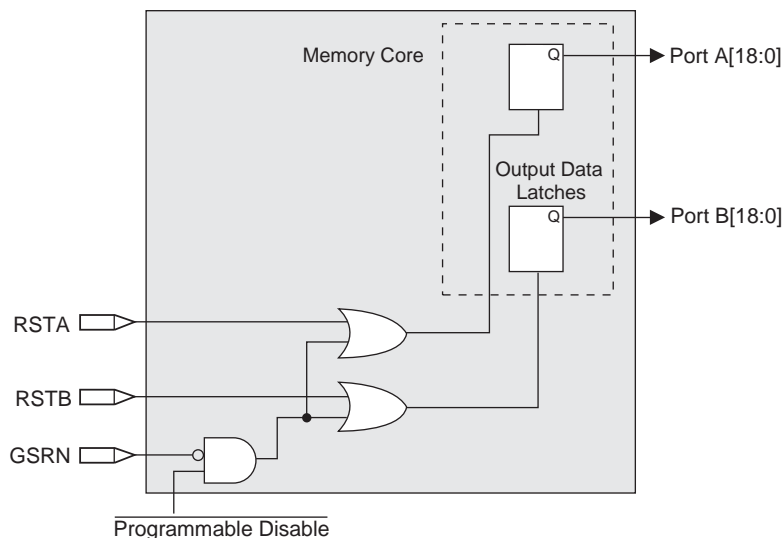 Memory Core
Q
Port A[18:0]
Output Data
Latches
Q
Port B[18:0]
RSTA
RSTB
GSRN
Programmable Disable